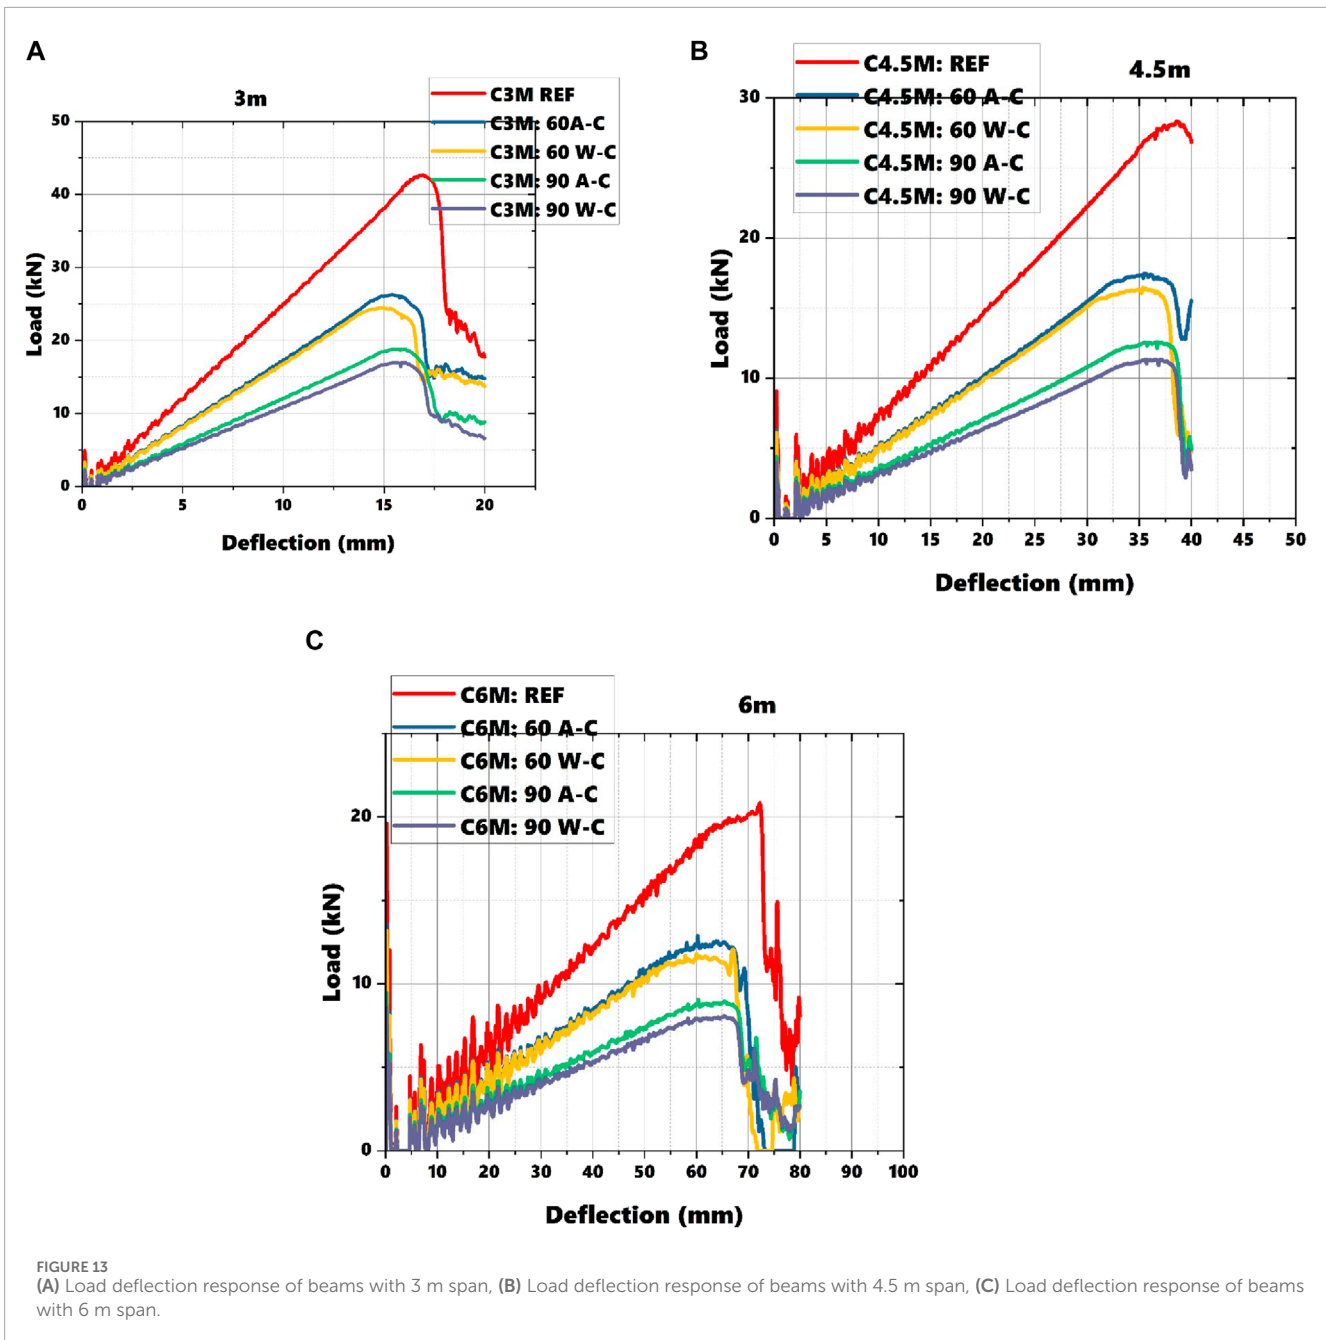 A
3m
C3M REF
C3M: 60A-C
C3M: 60 W-C
C3M: 90 A-C
C3M: 90 W-C
50
40
30
20
10
0
Load (kN)
0 5 10 15 20
Deflection (mm)
B
4.5m
C4.5M: REF
C4.5M: 60 A-C
C4.5M: 60 W-C
C4.5M: 90 A-C
C4.5M: 90 W-C
30
20
10
0
Load (kN)
0 5 10 15 20 25 30 35 40 45 50
Deflection (mm)
C
6m
C6M: REF
C6M: 60 A-C
C6M: 60 W-C
C6M: 90 A-C
C6M: 90 W-C
20
10
0
Load (kN)
0 10 20 30 40 50 60 70 80 90 100
Deflection (mm)
FIGURE 13
(A) Load deflection response of beams with 3 m span, (B) Load deflection response of beams with 4.5 m span, (C) Load deflection response of beams
with 6 m span.